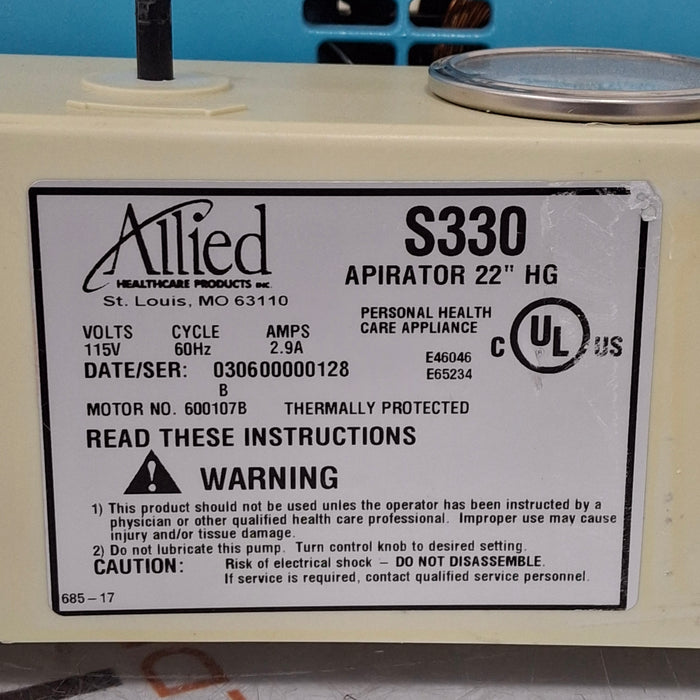 Allied
HEALTHCARE PRODUCTS INC.
St. Louis, MO 63110
S330
APIRATOR 22" HG
PERSONAL HEALTH
CARE APPLIANCE
E46046
E65234
C UL US
VOLTS CYCLE AMPS
115V 60Hz 2.9A
DATE/SER: 030600000128
B
MOTOR NO. 600107B THERMALLY PROTECTED
READ THESE INSTRUCTIONS
WARNING
1) This product should not be used unles the operator has been instructed by a
physician or other qualified health care professional. Improper use may cause
injury and/or tissue damage.
2) Do not lubricate this pump. Turn control knob to desired setting.
CAUTION: Risk of electrical shock – DO NOT DISASSEMBLE.
If service is required, contact qualified service personnel.
685–17